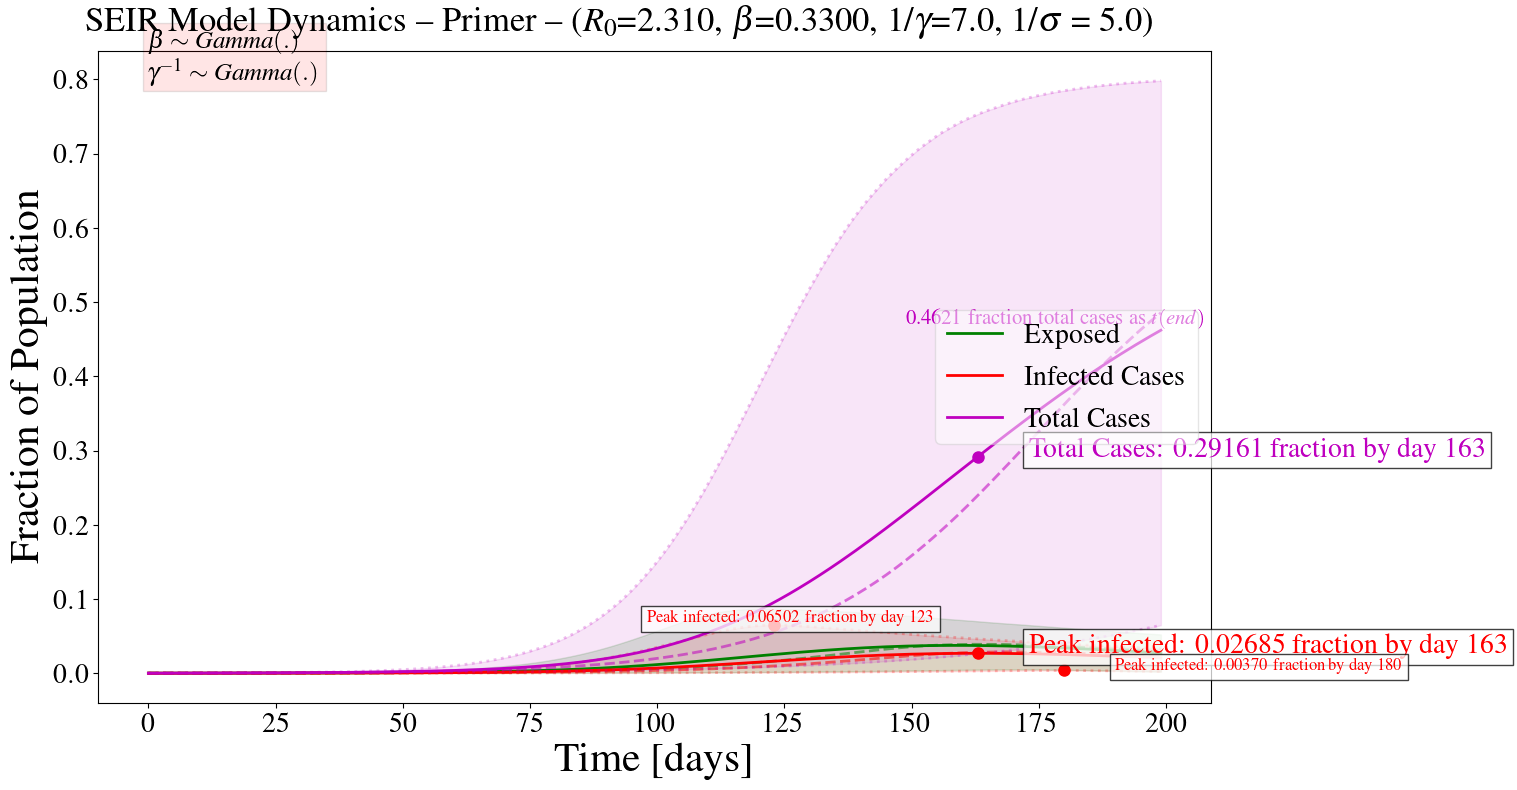 SEIR Model Dynamics – Primer – (R₀=2.310, β=0.3300, 1/γ=7.0, 1/σ = 5.0)
β ∼ Gamma(.)
γ⁻¹ ∼ Gamma(.)
Fraction of Population
0.8
0.7
0.6
0.5
0.4
0.3
0.2
0.1
0.0
0.4621 fraction total cases as t(end)
Exposed
Infected Cases
Total Cases
Total Cases: 0.29161 fraction by day 163
Peak infected: 0.06502 fraction by day 123
Peak infected: 0.02685 fraction by day 163
Peak infected: 0.00370 fraction by day 180
0 25 50 75 100 125 150 175 200
Time [days]